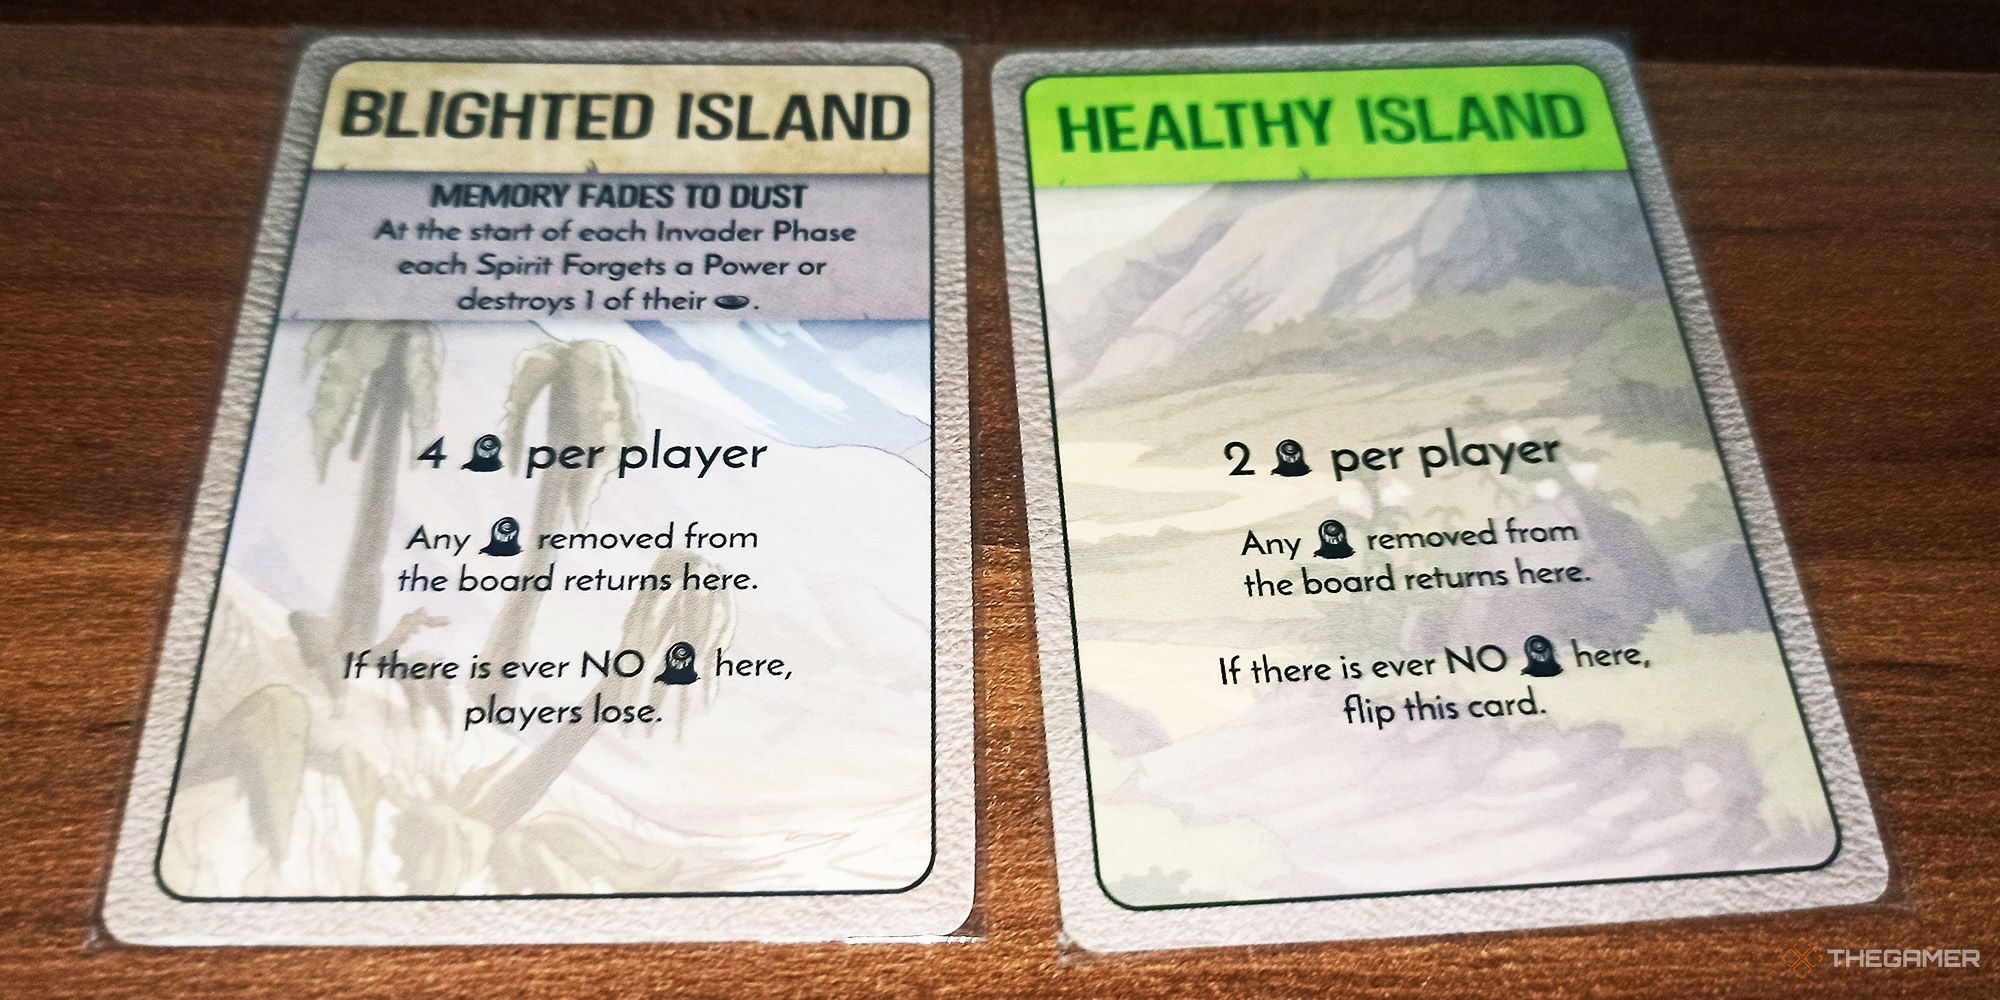 BLIGHTED ISLAND
MEMORY FADES TO DUST
At the start of each Invader Phase
each Spirit Forgets a Power or
destroys 1 of their .
4 per player
Any removed from
the board returns here.
If there is ever NO here,
players lose.
HEALTHY ISLAND
2 per player
Any removed from
the board returns here.
If there is ever NO here,
flip this card.
THEGAMER